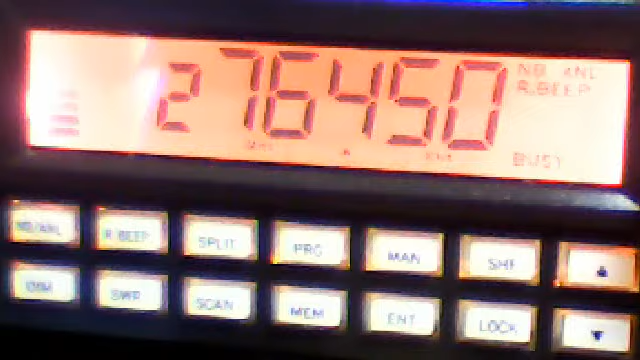 276450
NB ANL
R.BEEP
MHz KHz
BUSY
NB/ANL R.BEEP SPLIT PRG MAN SHF ▲
DIM SWR SCAN MEM ENT LOCK ▼